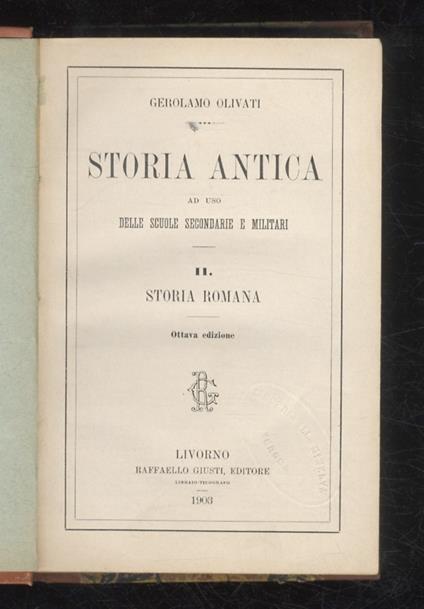 GEROLAMO OLIVATI
STORIA ANTICA
AD USO
DELLE SCUOLE SECONDARIE E MILITARI
II.
STORIA ROMANA
Ottava edizione
LIVORNO
RAFFAELLO GIUSTI, EDITORE
LIBRAIO-TIPOGRAFO
1903